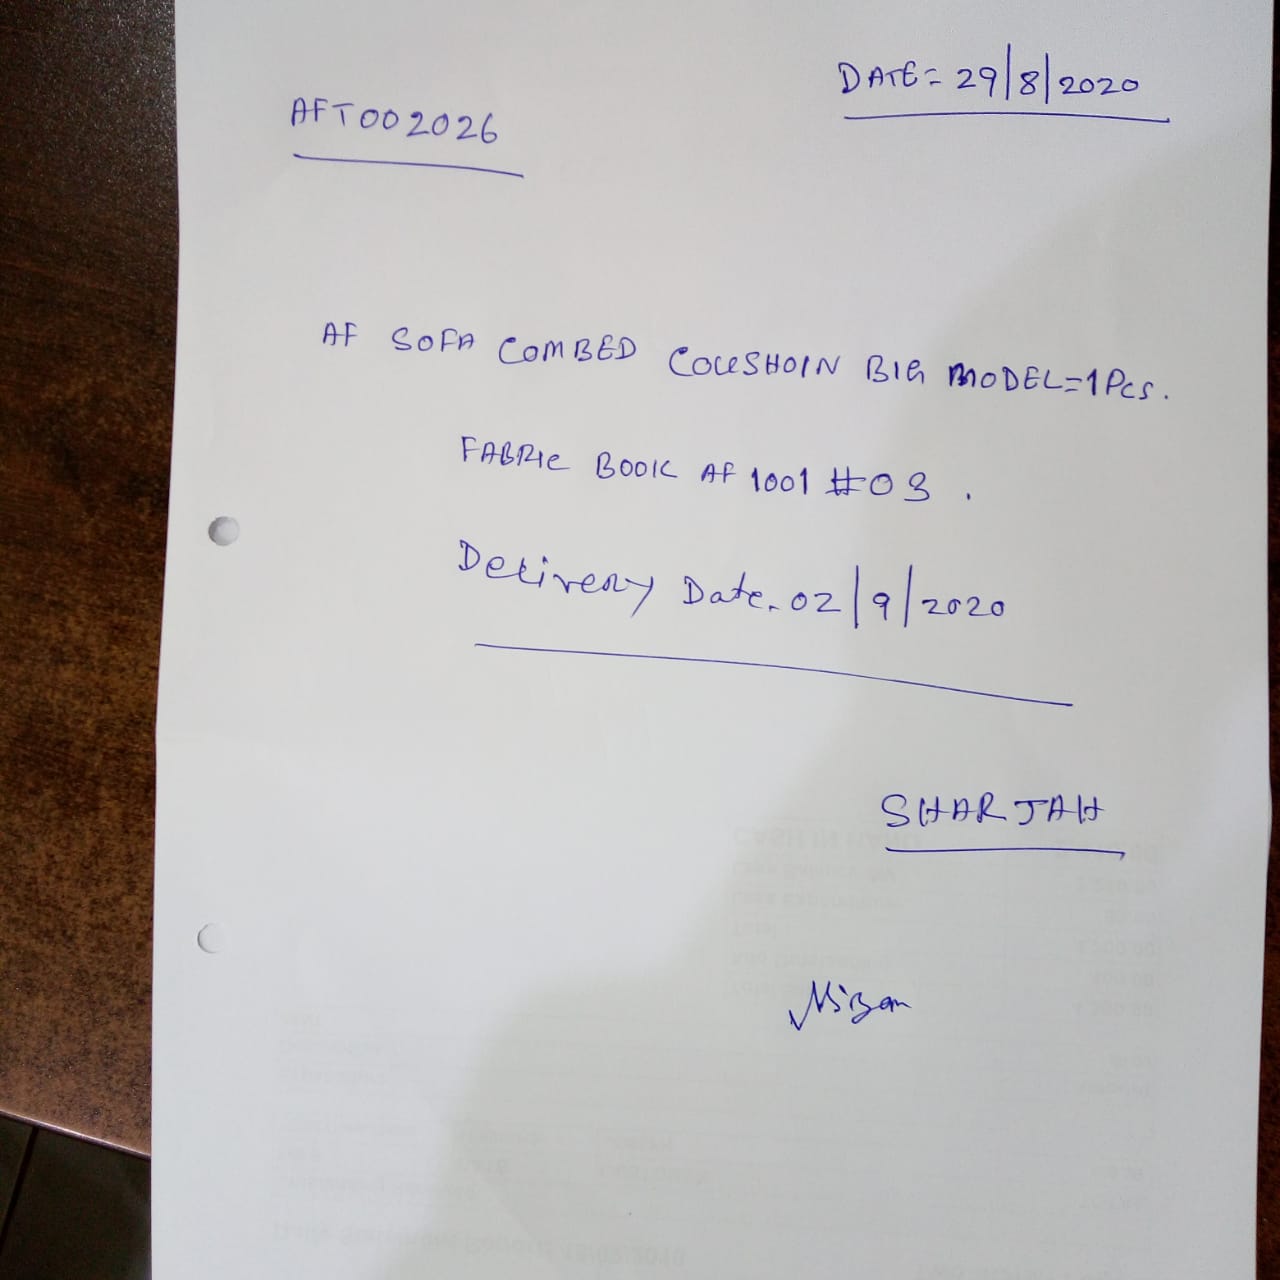 DATE= 29/8/2020
AFT002026
AF SOFA COMBED COUSHOIN BIG MODEL=1Pcs.
FABRIC BOOK AF 1001 #03.
Delivery Date. 02/9/2020
SHARJAH
Nizam